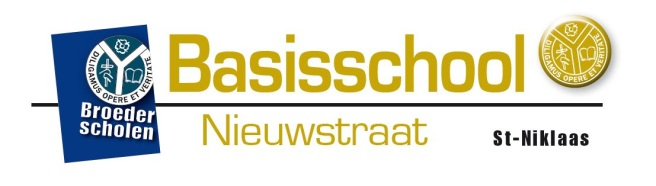 DILIGAMUS OPERE ET VERITATE
Broeder
scholen
Basisschool
DILIGAMUS OPERE ET VERITATE
Nieuwstraat
St-Niklaas